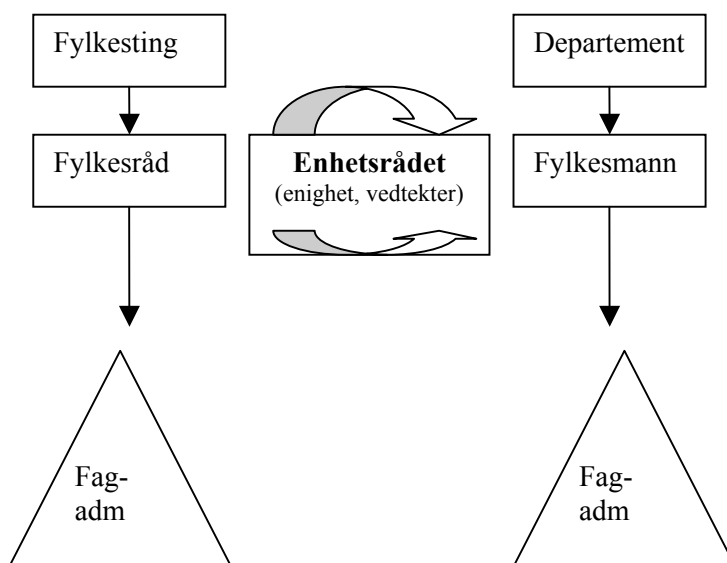 Fylkesting
Departement
Fylkesråd
Enhetsrådet
(enighet, vedtekter)
Fylkesmann
Fag-
adm
Fag-
adm